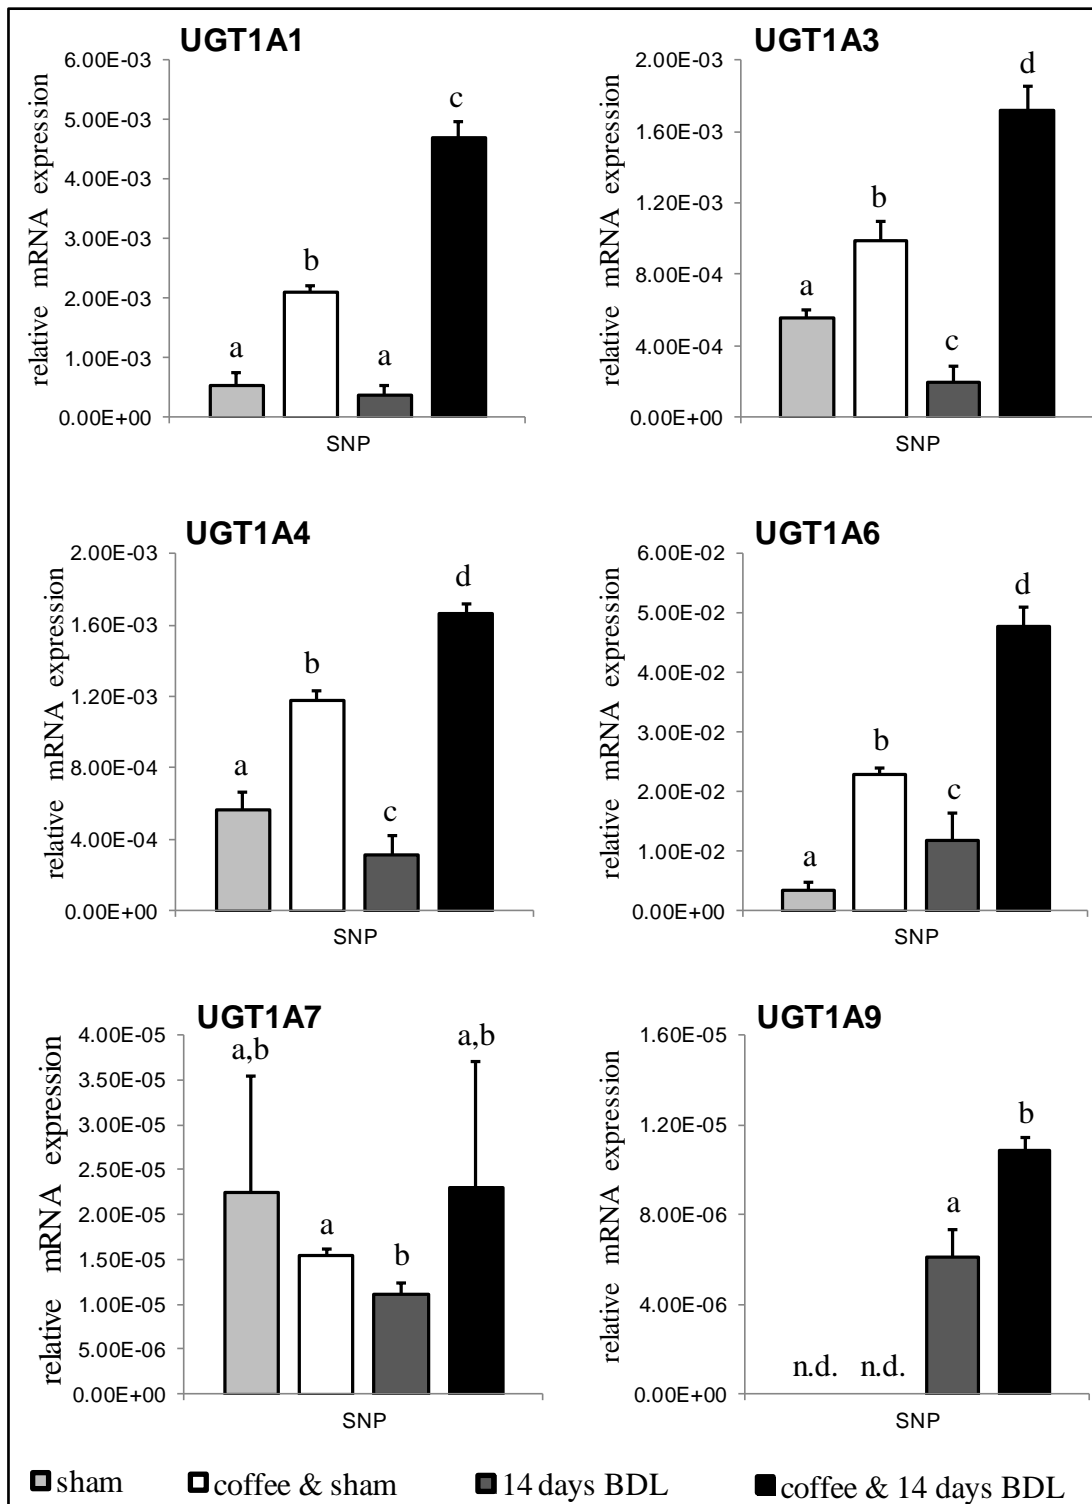 UGT1A1
relative mRNA expression
6.00E-03
5.00E-03
4.00E-03
3.00E-03
2.00E-03
1.00E-03
0.00E+00
a
b
a
c
SNP
UGT1A3
relative mRNA expression
2.00E-03
1.60E-03
1.20E-03
8.00E-04
4.00E-04
0.00E+00
a
b
c
d
SNP
UGT1A4
relative mRNA expression
2.00E-03
1.60E-03
1.20E-03
8.00E-04
4.00E-04
0.00E+00
a
b
c
d
SNP
UGT1A6
relative mRNA expression
6.00E-02
5.00E-02
4.00E-02
3.00E-02
2.00E-02
1.00E-02
0.00E+00
a
b
c
d
SNP
UGT1A7
relative mRNA expression
4.00E-05
3.50E-05
3.00E-05
2.50E-05
2.00E-05
1.50E-05
1.00E-05
5.00E-06
0.00E+00
a,b
a
b
a,b
SNP
UGT1A9
relative mRNA expression
1.60E-05
1.20E-05
8.00E-06
4.00E-06
0.00E+00
n.d.
n.d.
a
b
SNP
sham
coffee & sham
14 days BDL
coffee & 14 days BDL